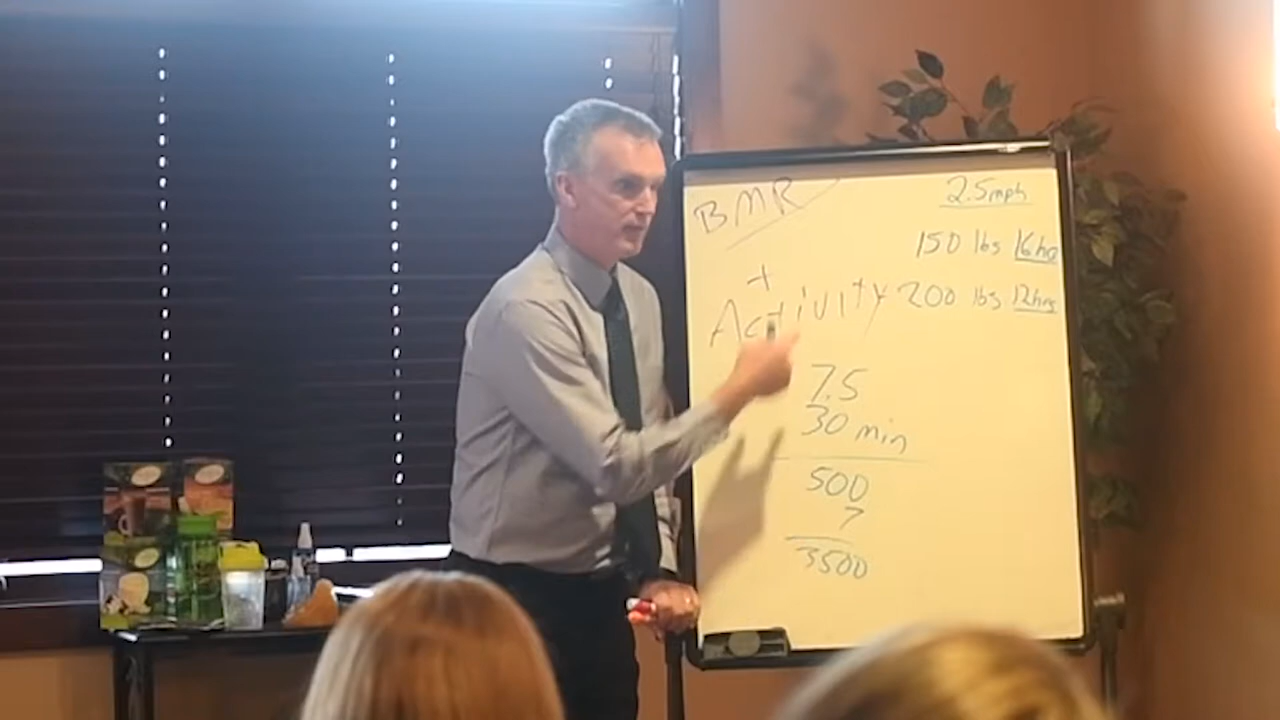 BMR
+
Activity
2.5mph
150 lbs 16hrs
200 lbs 12hrs
7.5
30 min
500
7
3500